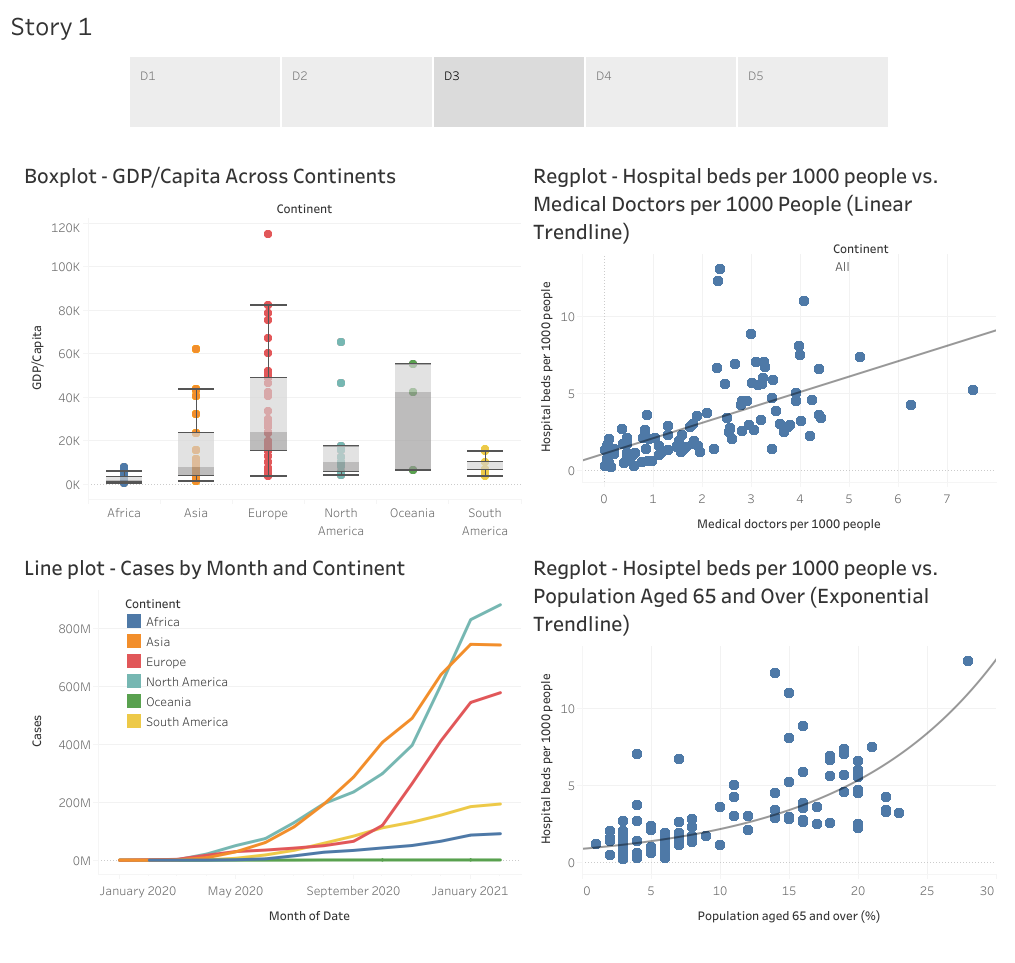 Story 1
D1
D2
D3
D4
D5
Boxplot - GDP/Capita Across Continents
Continent
GDP/Capita
120K
100K
80K
60K
40K
20K
0K
Africa
Asia
Europe
North
America
Oceania
South
America
Regplot - Hospital beds per 1000 people vs.
Medical Doctors per 1000 People (Linear
Trendline)
Continent
All
Hospital beds per 1000 people
10
5
0
0
1
2
3
4
5
6
7
Medical doctors per 1000 people
Line plot - Cases by Month and Continent
Continent
Africa
Asia
Europe
North America
Oceania
South America
Cases
800M
600M
400M
200M
0M
January 2020
May 2020
September 2020
January 2021
Month of Date
Regplot - Hosiptel beds per 1000 people vs.
Population Aged 65 and Over (Exponential
Trendline)
Hospital beds per 1000 people
10
5
0
0
5
10
15
20
25
30
Population aged 65 and over (%)